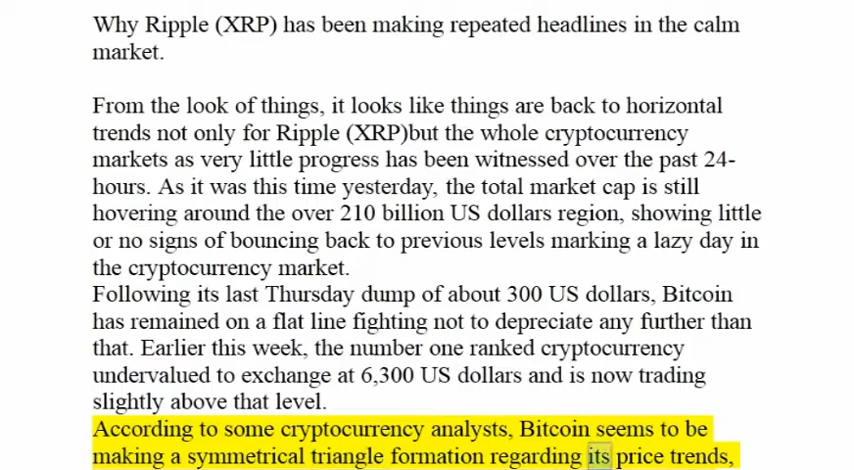 Why Ripple (XRP) has been making repeated headlines in the calm
market.
From the look of things, it looks like things are back to horizontal
trends not only for Ripple (XRP)but the whole cryptocurrency
markets as very little progress has been witnessed over the past 24-
hours. As it was this time yesterday, the total market cap is still
hovering around the over 210 billion US dollars region, showing little
or no signs of bouncing back to previous levels marking a lazy day in
the cryptocurrency market.
Following its last Thursday dump of about 300 US dollars, Bitcoin
has remained on a flat line fighting not to depreciate any further than
that. Earlier this week, the number one ranked cryptocurrency
undervalued to exchange at 6,300 US dollars and is now trading
slightly above that level.
According to some cryptocurrency analysts, Bitcoin seems to be
making a symmetrical triangle formation regarding its price trends,